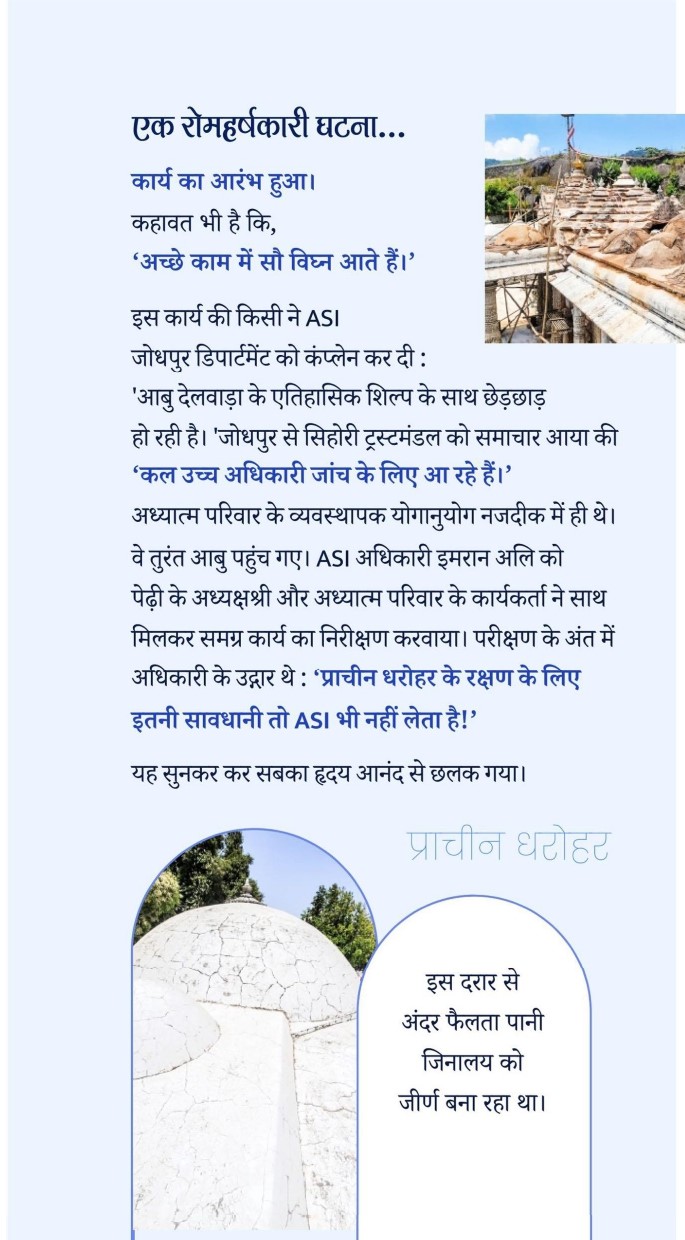 एक रोमहर्षकारी घटना...
कार्य का आरंभ हुआ।
कहावत भी है कि,
‘अच्छे काम में सौ विघ्न आते हैं।’
इस कार्य की किसी ने ASI
जोधपुर डिपार्टमेंट को कंप्लेन कर दी :
'आबु देलवाड़ा के एतिहासिक शिल्प के साथ छेड़छाड़
हो रही है। 'जोधपुर से सिहोरी ट्रस्टमंडल को समाचार आया की
‘कल उच्च अधिकारी जांच के लिए आ रहे हैं।’
अध्यात्म परिवार के व्यवस्थापक योगानुयोग नजदीक में ही थे।
वे तुरंत आबु पहुंच गए। ASI अधिकारी इमरान अलि को
पेढ़ी के अध्यक्षश्री और अध्यात्म परिवार के कार्यकर्ता ने साथ
मिलकर समग्र कार्य का निरीक्षण करवाया। परीक्षण के अंत में
अधिकारी के उद्गार थे : ‘प्राचीन धरोहर के रक्षण के लिए
इतनी सावधानी तो ASI भी नहीं लेता है!’
यह सुनकर कर सबका हृदय आनंद से छलक गया।
प्राचीन धरोहर
इस दरार से
अंदर फैलता पानी
जिनालय को
जीर्ण बना रहा था।